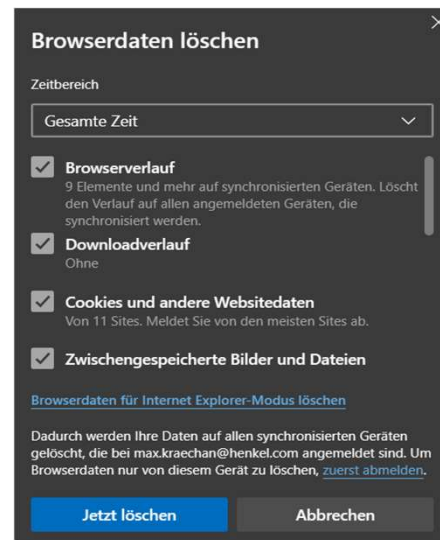 Browserdaten löschen
Zeitbereich
Gesamte Zeit
Browserverlauf
9 Elemente und mehr auf synchronisierten Geräten. Löscht
den Verlauf auf allen angemeldeten Geräten, die
synchronisiert werden.
Downloadverlauf
Ohne
Cookies und andere Websitedaten
Von 11 Sites. Meldet Sie von den meisten Sites ab.
Zwischengespeicherte Bilder und Dateien
Browserdaten für Internet Explorer-Modus löschen
Dadurch werden Ihre Daten auf allen synchronisierten Geräten
gelöscht, die bei max.kraechan@henkel.com angemeldet sind. Um
Browserdaten nur von diesem Gerät zu löschen, zuerst abmelden.
Jetzt löschen
Abbrechen